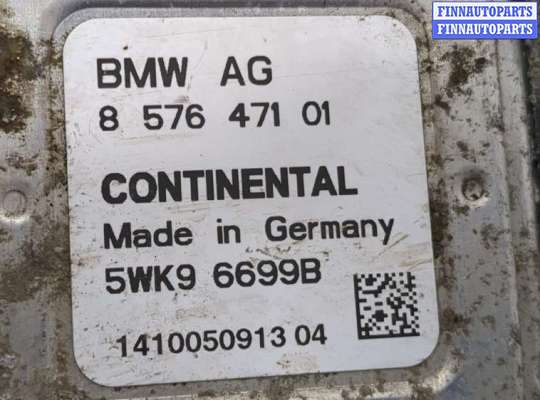 FINNAUTOPARTS
FINNAUTOPARTS
BMW AG
8 576 471 01
CONTINENTAL
Made in Germany
5WK9 6699B
1410050913 04